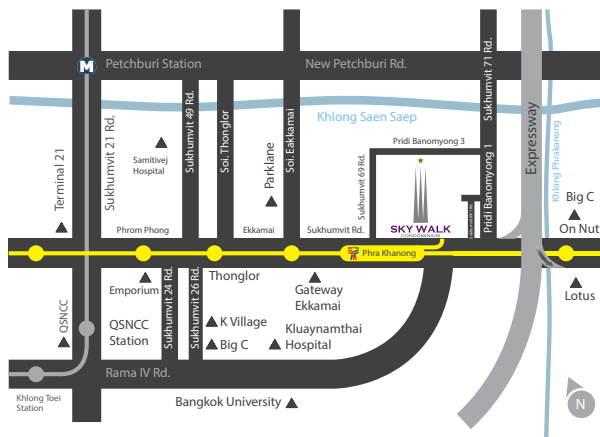 Petchburi Station
New Petchburi Rd.
M
Sukhumvit 71 Rd.
Expressway
Khlong Saen Saep
Khlong Phrakanong
Sukhumvit 21 Rd.
Sukhumvit 49 Rd.
Soi. Thonglor
Soi. Eakkamai
Pridi Banomyong 3
Pridi Banomyong 1
Sukhumvit 69 Rd.
Terminal 21
Samitivej
Hospital
Parklane
SKY WALK
CONDOMINIUM
Big C
On Nut
Phrom Phong
Ekkamai
Sukhumvit Rd.
Phra Khanong
Emporium
Sukhumvit 24 Rd.
Sukhumvit 26 Rd.
Thonglor
Gateway
Ekkamai
Lotus
QSNCC
QSNCC
Station
K Village
Big C
Kluaynamthai
Hospital
Rama IV Rd.
Khlong Toei
Station
Bangkok University
N